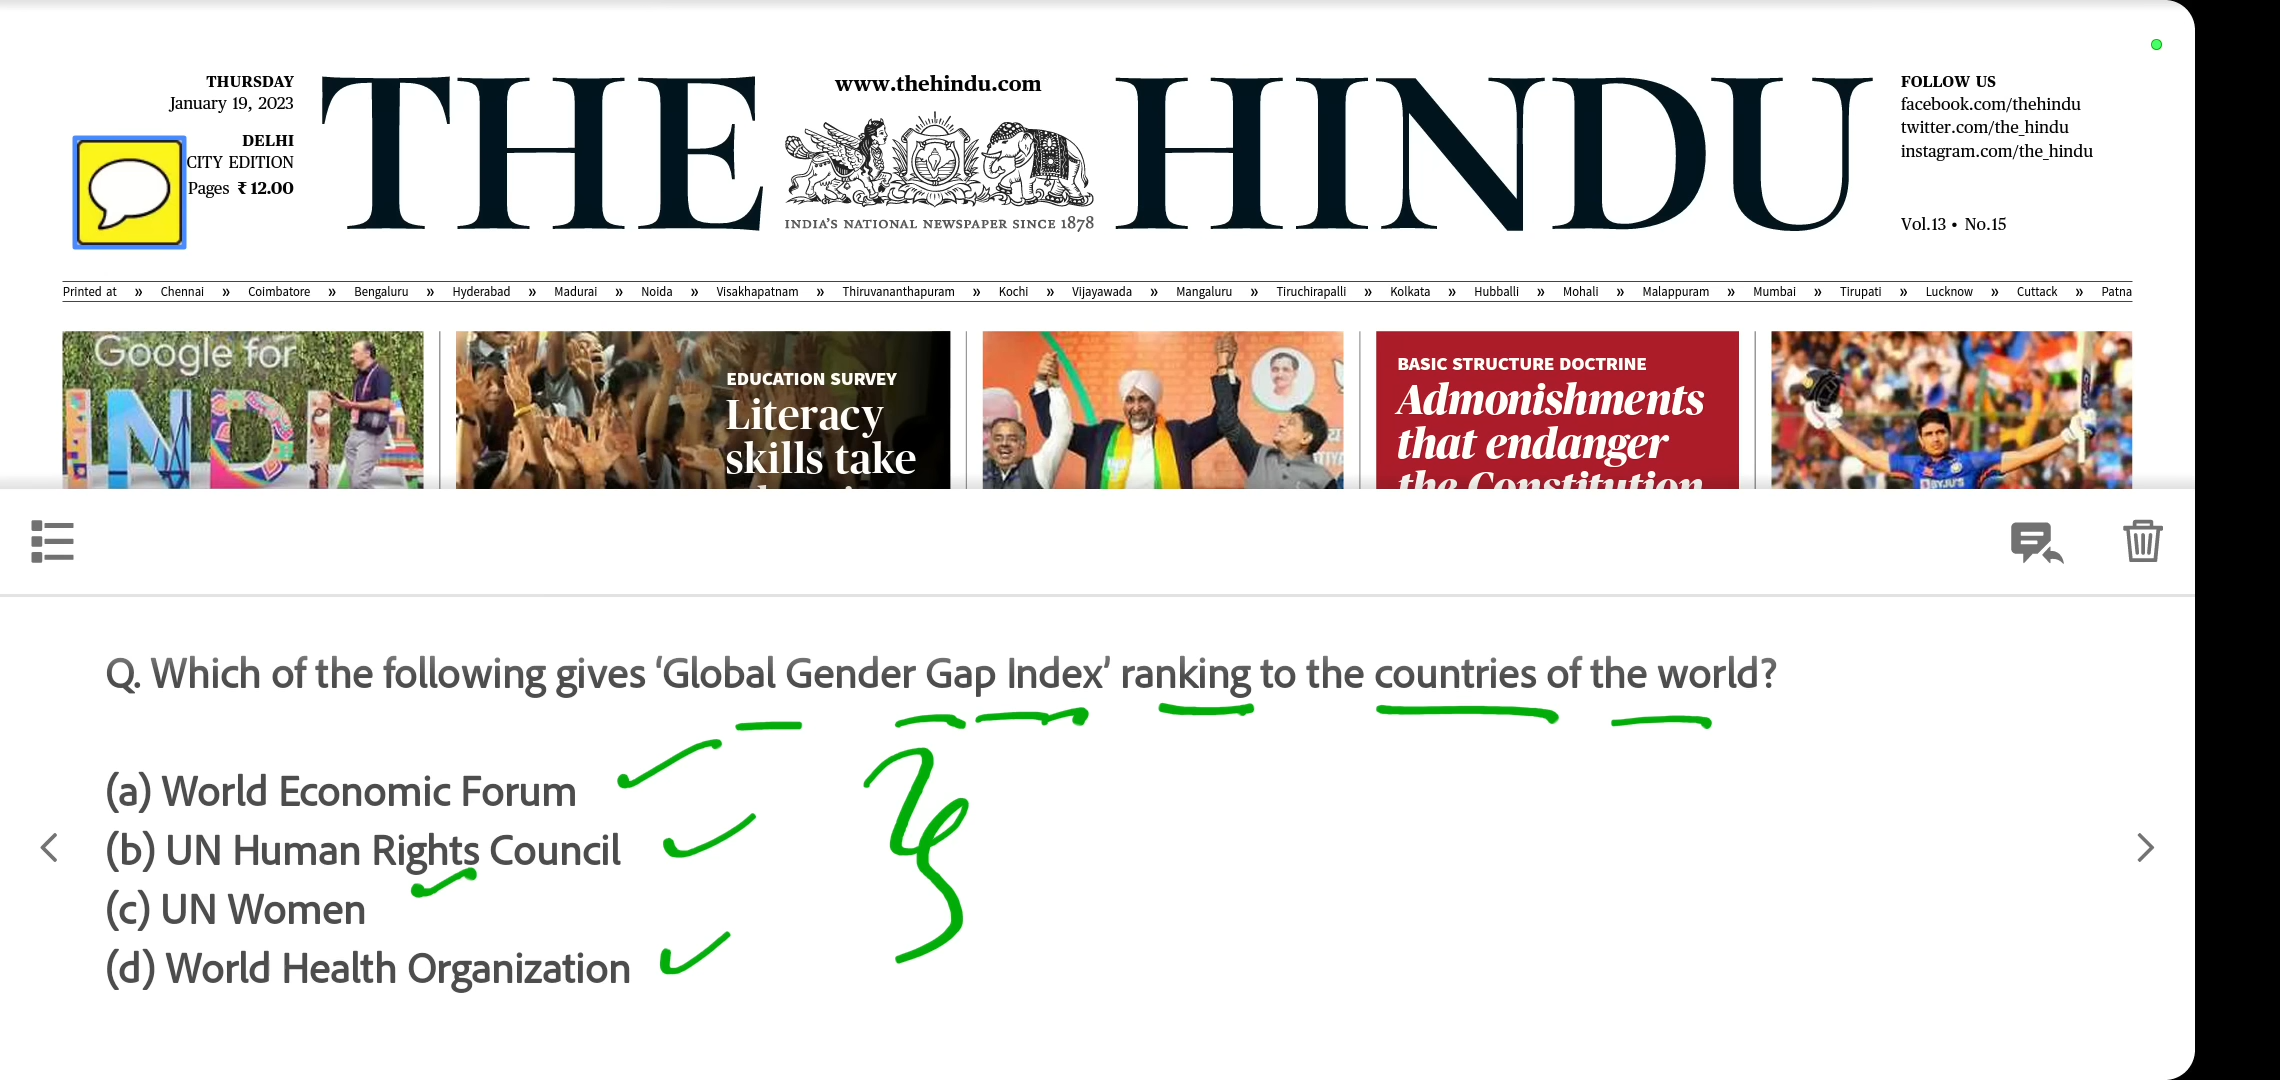 THURSDAY
January 19, 2023
DELHI
CITY EDITION
Pages ₹ 12.00
THE HINDU
www.thehindu.com
INDIA'S NATIONAL NEWSPAPER SINCE 1878
FOLLOW US
facebook.com/thehindu
twitter.com/the_hindu
instagram.com/the_hindu
Vol.13 • No.15
Printed at » Chennai » Coimbatore » Bengaluru » Hyderabad » Madurai » Noida » Visakhapatnam » Thiruvananthapuram » Kochi » Vijayawada » Mangaluru » Tiruchirapalli » Kolkata » Hubballi » Mohali » Malappuram » Mumbai » Tirupati » Lucknow » Cuttack » Patna
Google for
INDIA
EDUCATION SURVEY
Literacy
skills take
BASIC STRUCTURE DOCTRINE
Admonishments
that endanger
the Constitution
BYJU'S
Q. Which of the following gives ‘Global Gender Gap Index’ ranking to the countries of the world?
(a) World Economic Forum
(b) UN Human Rights Council
(c) UN Women
(d) World Health Organization